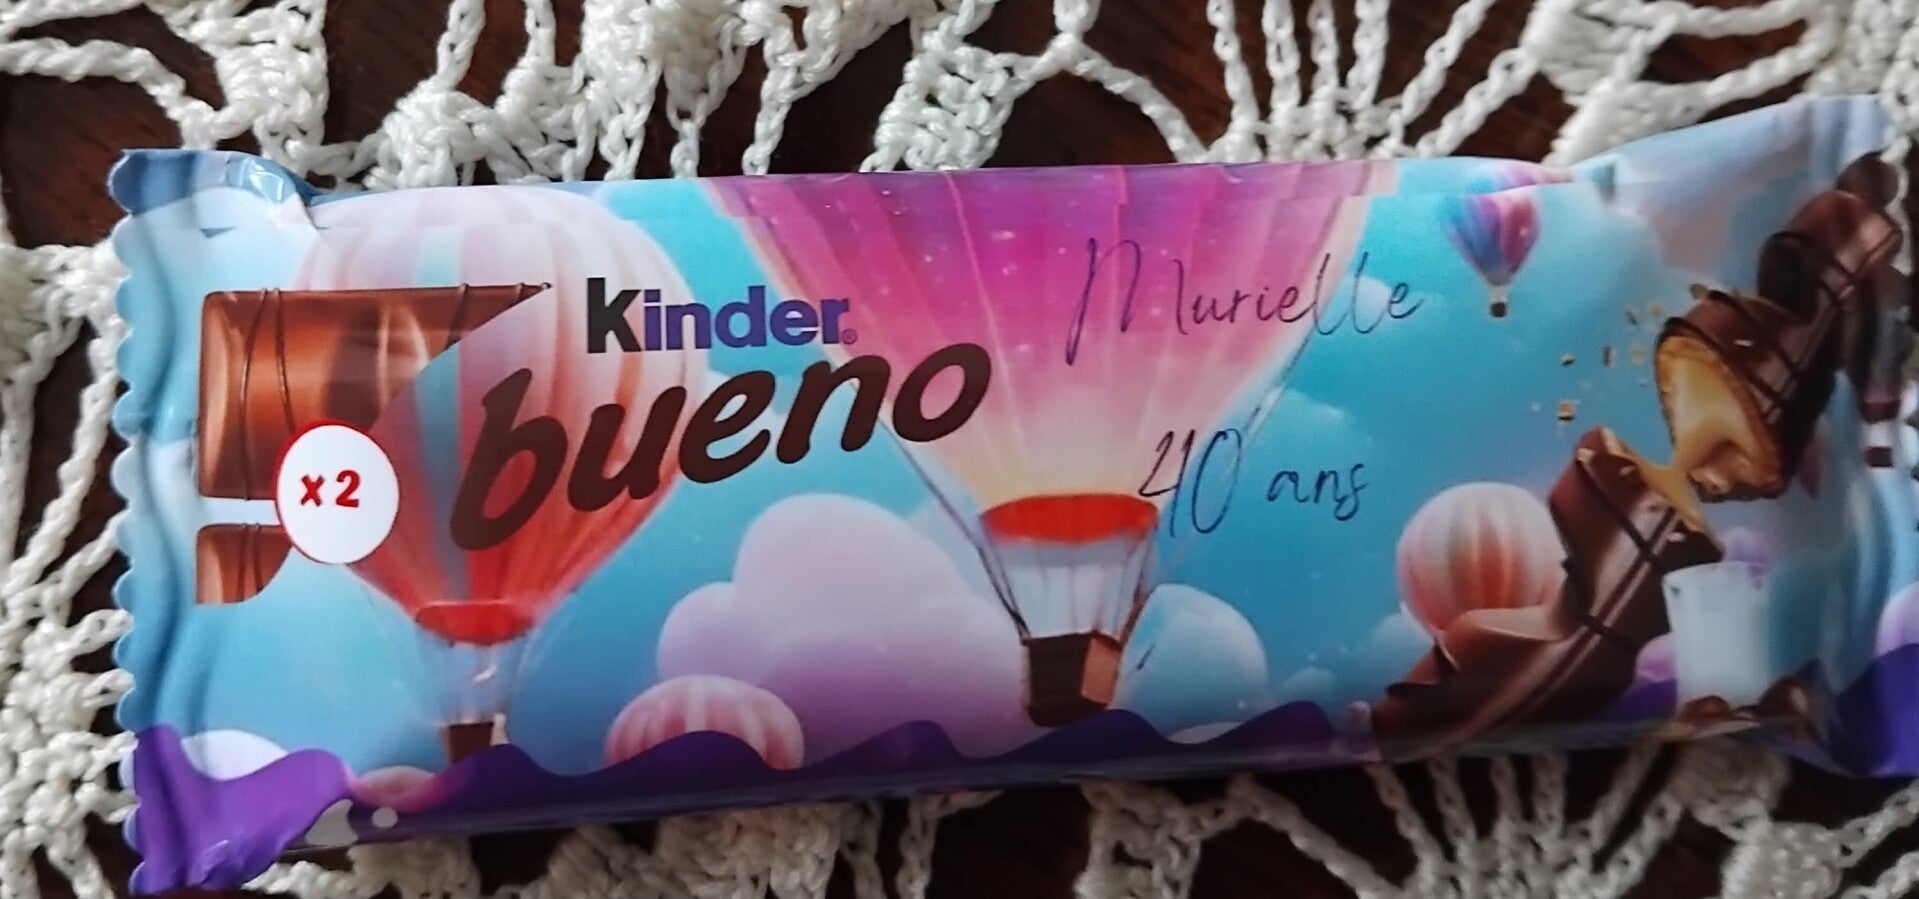 Kinder
bueno
x2
Murielle
40 ans